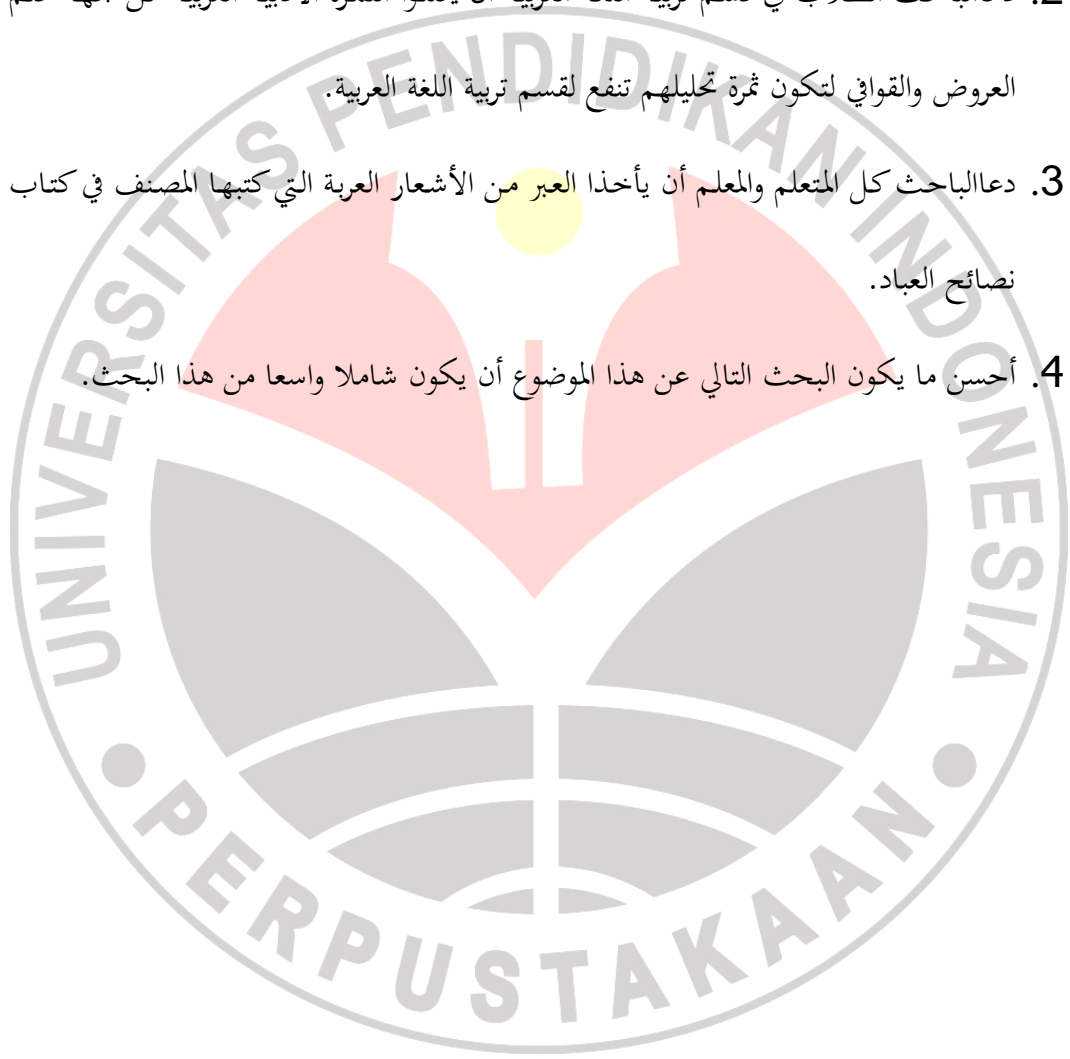 العروض والقوافي لتكون ثمرة تحليلهم تنفع لقسم تربية اللغة العربية.
3. دعاالباحث كل المتعلم والمعلم أن يأخذا العبر من الأشعار العربة التي كتبها المصنف في كتاب
نصائح العباد.
4. أحسن ما يكون البحث التالي عن هذا الموضوع أن يكون شاملا واسعا من هذا البحث.
UNIVERSITAS PENDIDIKAN INDONESIA
PERPUSTAKAAN